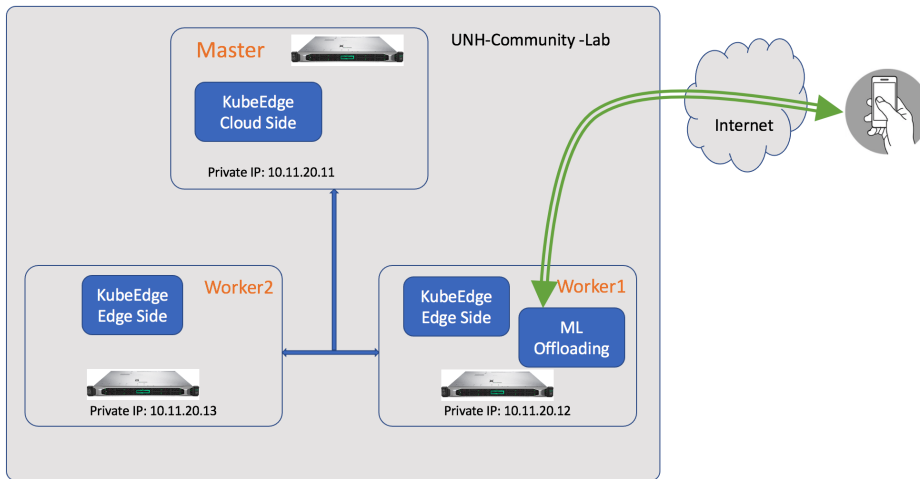 UNH-Community -Lab
Master
KubeEdge
Cloud Side
Private IP: 10.11.20.11
Internet
Worker2
KubeEdge
Edge Side
Private IP: 10.11.20.13
Worker1
KubeEdge
Edge Side
ML
Offloading
Private IP: 10.11.20.12